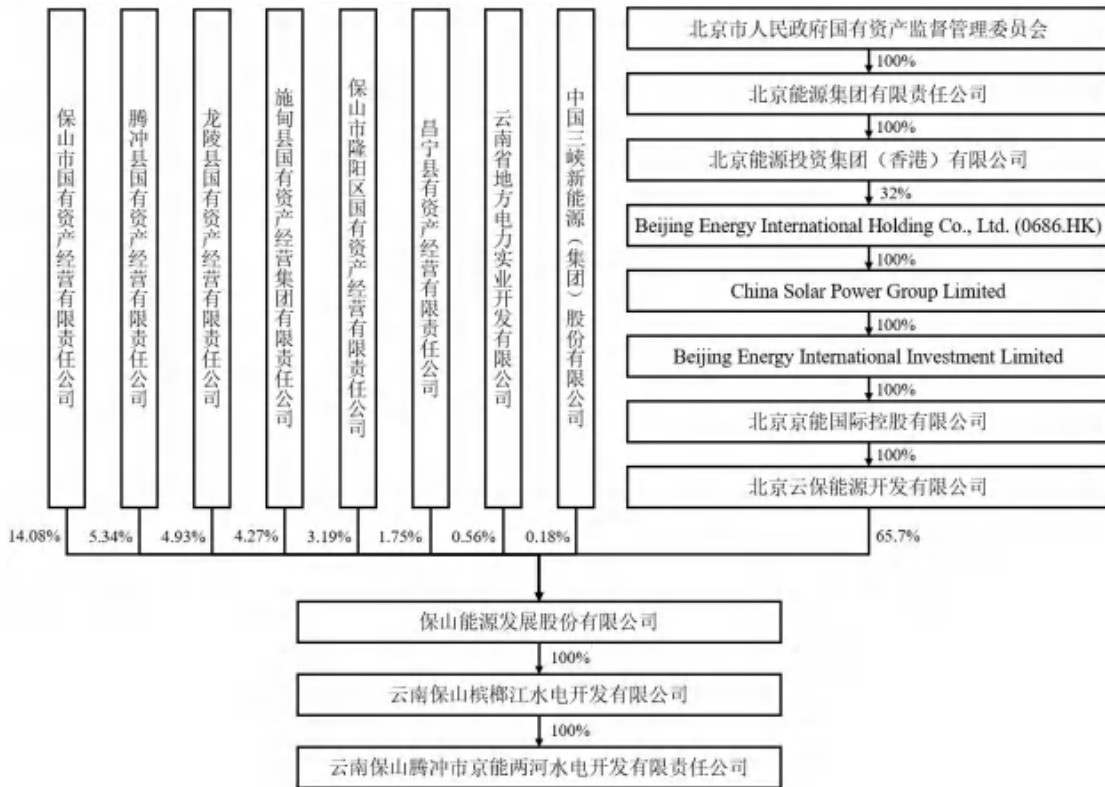 保山市国有资产经营有限责任公司
腾冲县国有资产经营有限责任公司
龙陵县国有资产经营有限责任公司
施甸县国有资产经营集团有限责任公司
保山市隆阳区国有资产经营有限责任公司
昌宁县有资产经营有限责任公司
云南省地方电力实业开发有限公司
中国三峡新能源（集团）股份有限公司
北京市人民政府国有资产监督管理委员会
100%
北京能源集团有限责任公司
100%
北京能源投资集团（香港）有限公司
32%
Beijing Energy International Holding Co., Ltd. (0686.HK)
100%
China Solar Power Group Limited
100%
Beijing Energy International Investment Limited
100%
北京京能国际控股有限公司
100%
北京云保能源开发有限公司
14.08%
5.34%
4.93%
4.27%
3.19%
1.75%
0.56%
0.18%
65.7%
保山能源发展股份有限公司
100%
云南保山槟榔江水电开发有限公司
100%
云南保山腾冲市京能两河水电开发有限责任公司